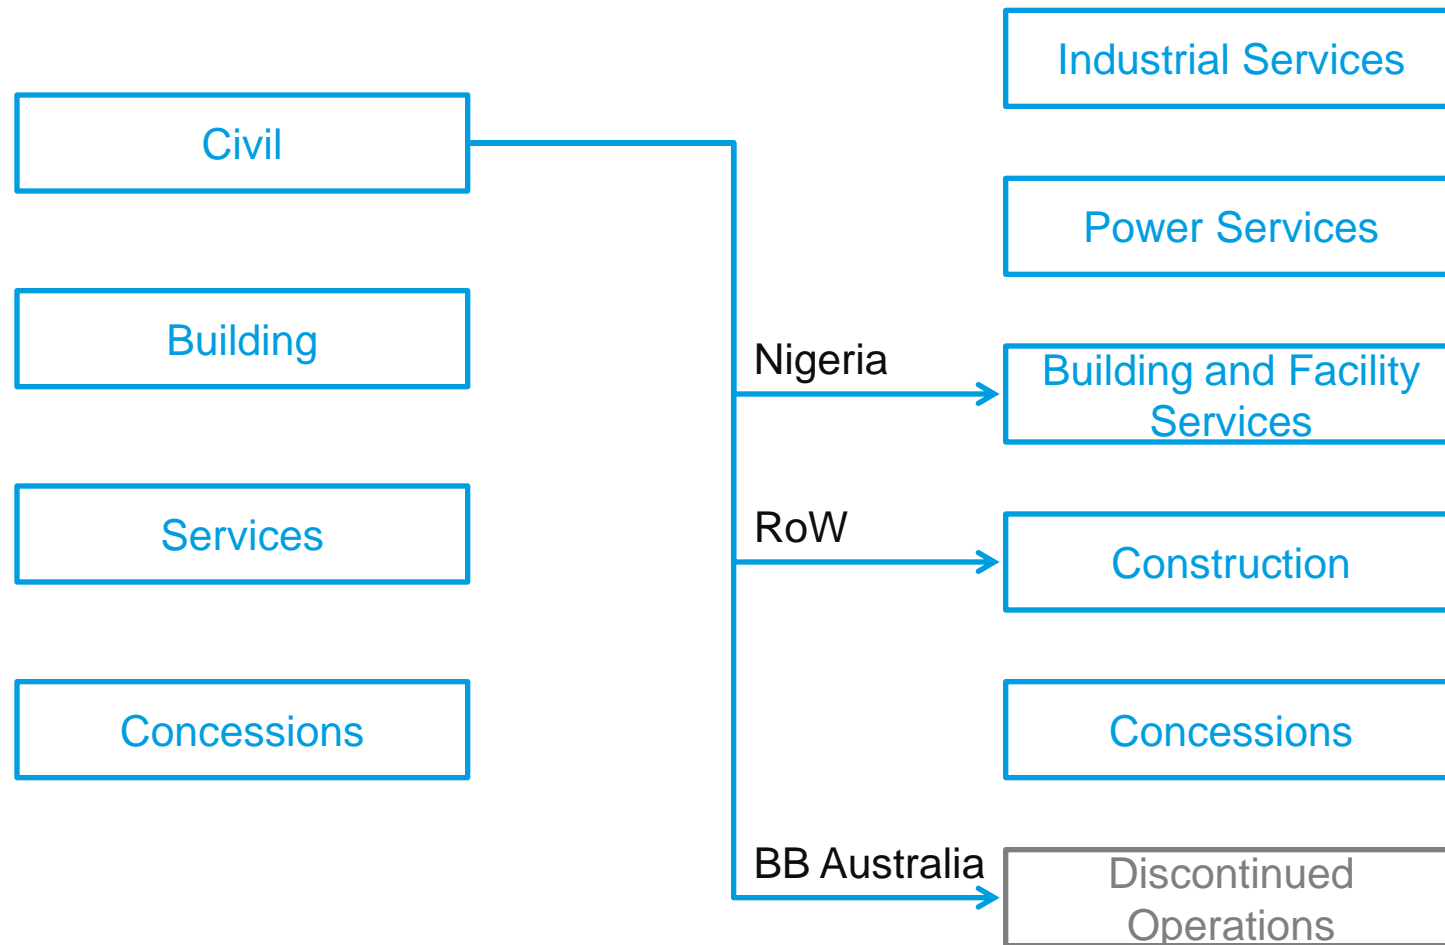 Civil
Building
Services
Concessions
Nigeria
RoW
BB Australia
Industrial Services
Power Services
Building and Facility
Services
Construction
Concessions
Discontinued
Operations